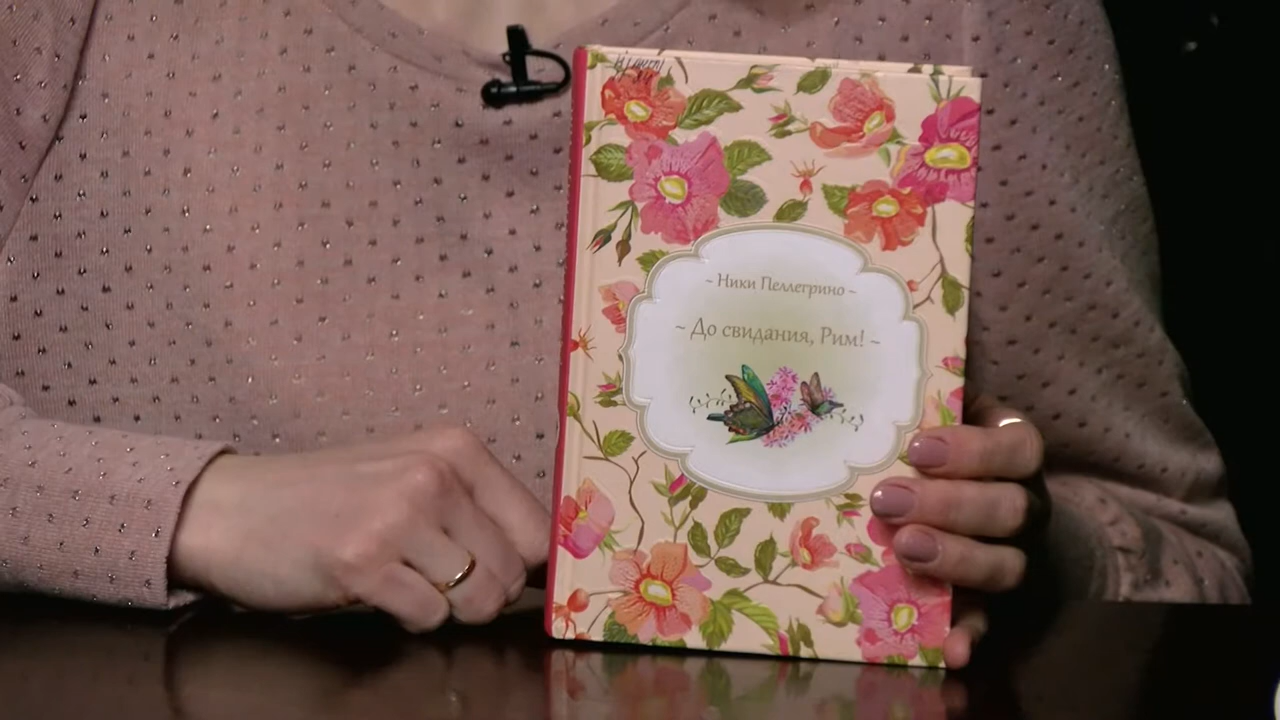 ~ Ники Пеллегрино ~
~ До свидания, Рим! ~